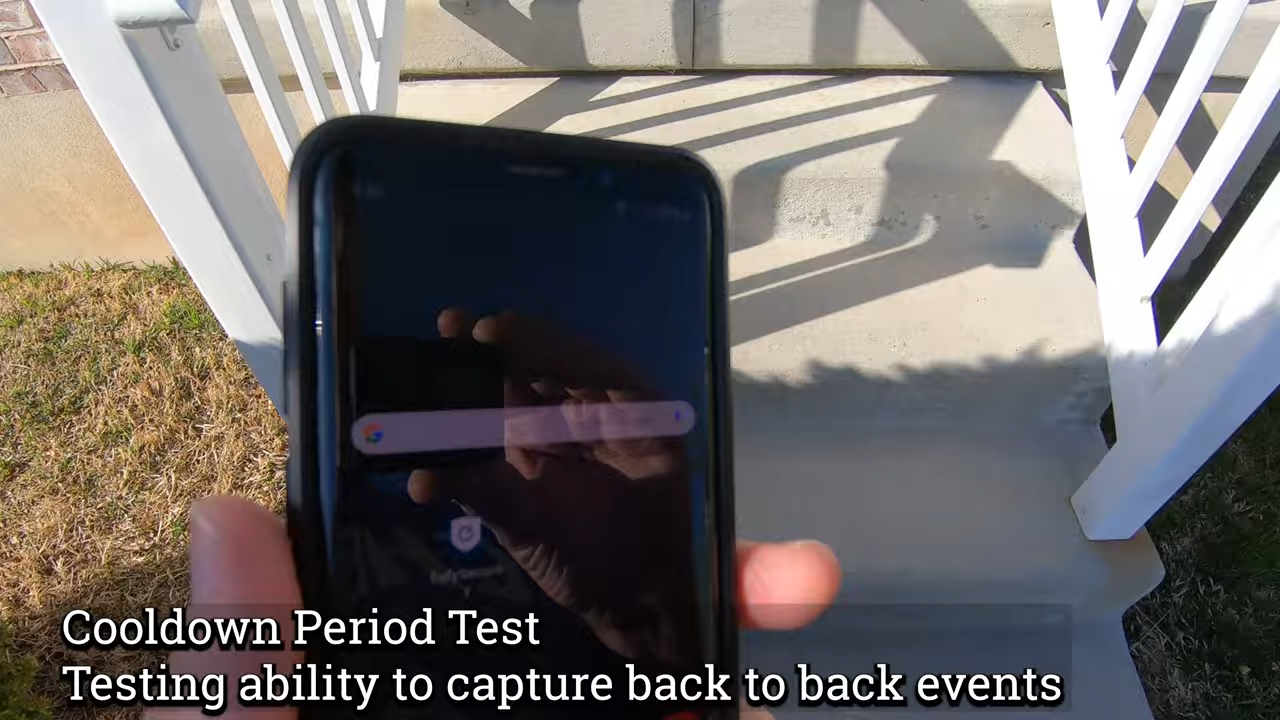 Cooldown Period Test
Testing ability to capture back to back events